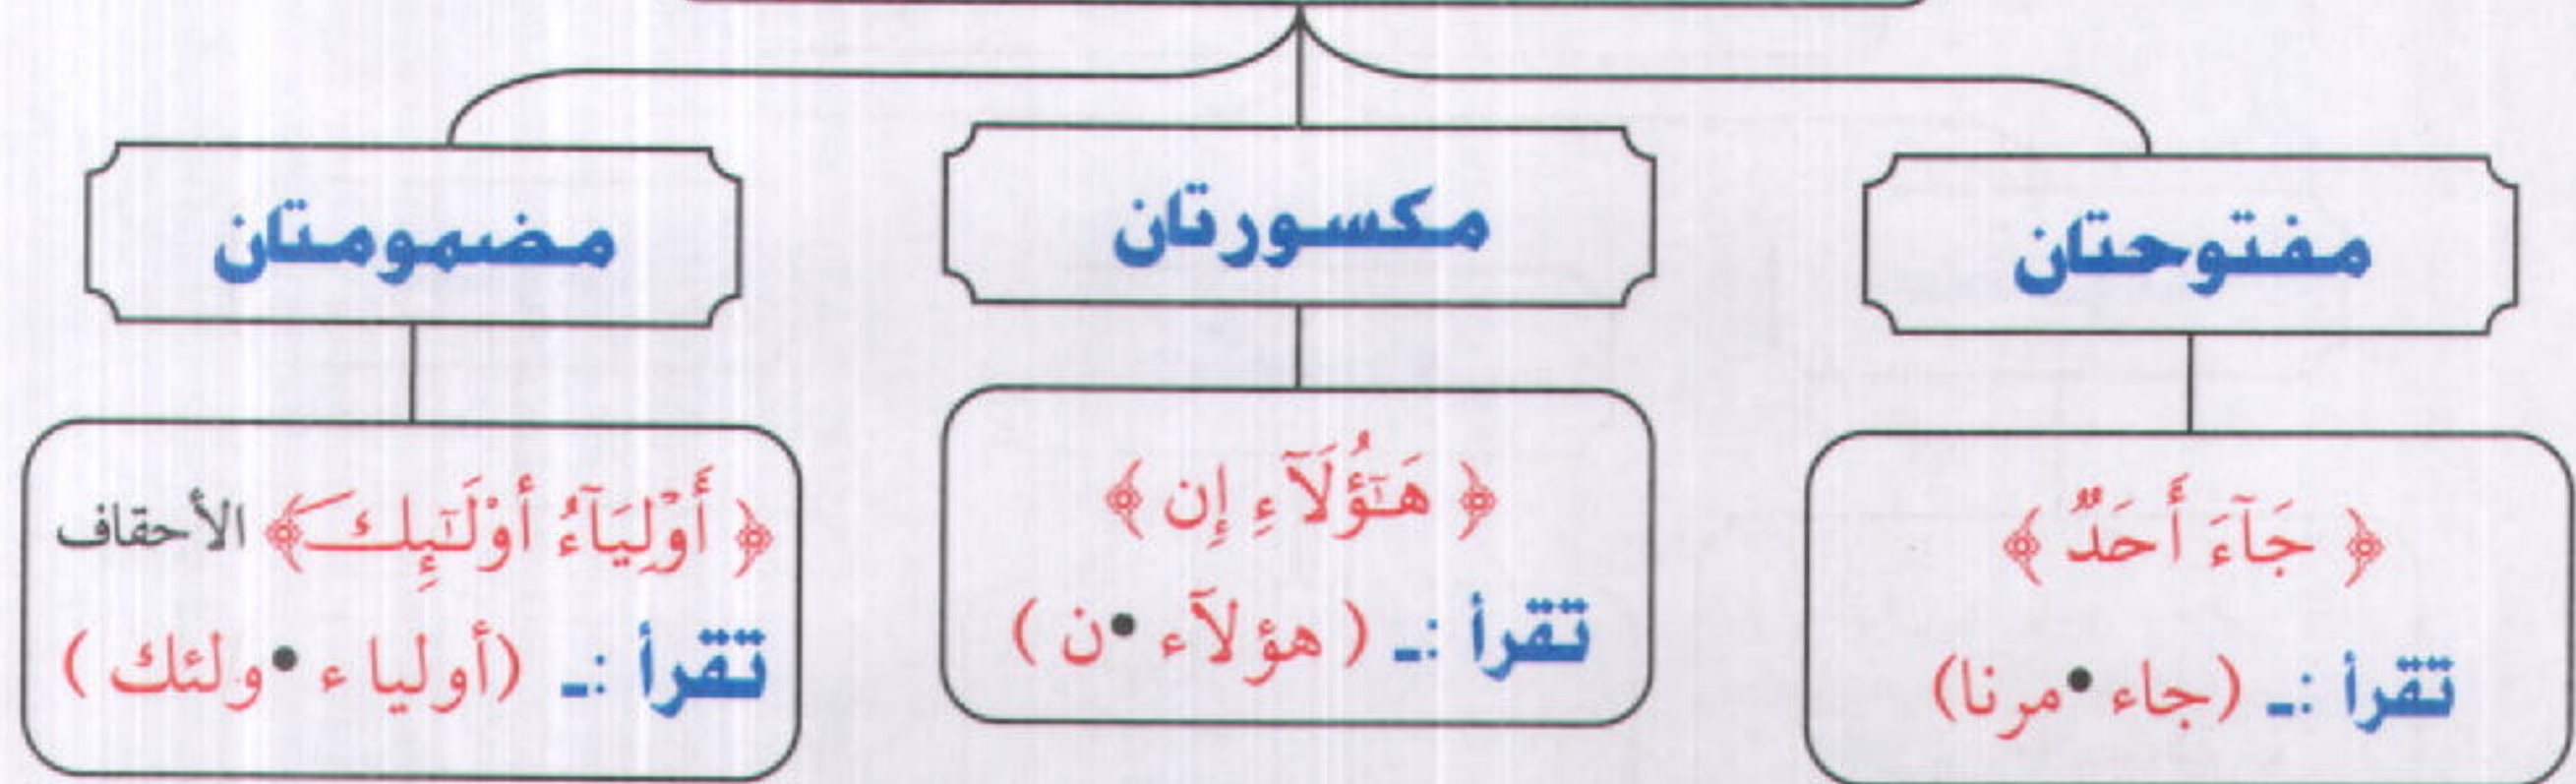 مفتوحتان
مكسورتان
مضمومتان
﴿ جَآءَ أَحَدٌ ﴾
تقرأ :ـ (جاء •مرنا)
﴿ هَـٰٓؤُلَآءِ إِن ﴾
تقرأ :ـ ( هؤلآء •ن )
﴿ أَوْلِيَآءُ أُوْلَـٰٓئِكَ﴾ الأحقاف
تقرأ :ـ (أولياء •ولئك )